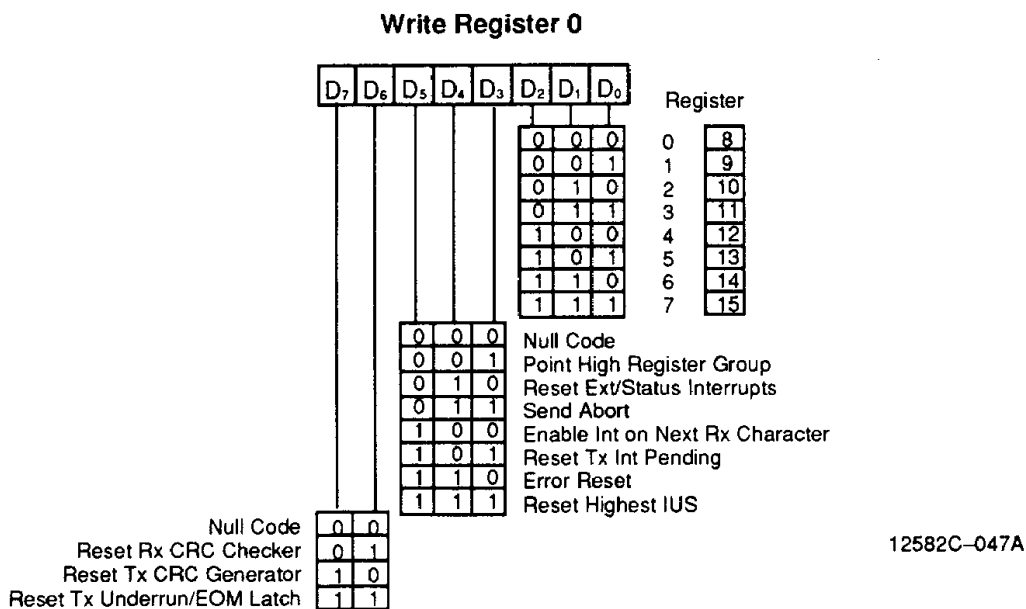 Write Register 0
D7 D6 D5 D4 D3 D2 D1 D0
Register
0 0 0 0 8
0 0 1 1 9
0 1 0 2 10
0 1 1 3 11
1 0 0 4 12
1 0 1 5 13
1 1 0 6 14
1 1 1 7 15
0 0 0 Null Code
0 0 1 Point High Register Group
0 1 0 Reset Ext/Status Interrupts
0 1 1 Send Abort
1 0 0 Enable Int on Next Rx Character
1 0 1 Reset Tx Int Pending
1 1 0 Error Reset
1 1 1 Reset Highest IUS
Null Code 0 0
Reset Rx CRC Checker 0 1
Reset Tx CRC Generator 1 0
Reset Tx Underrun/EOM Latch 1 1
12582C–047A